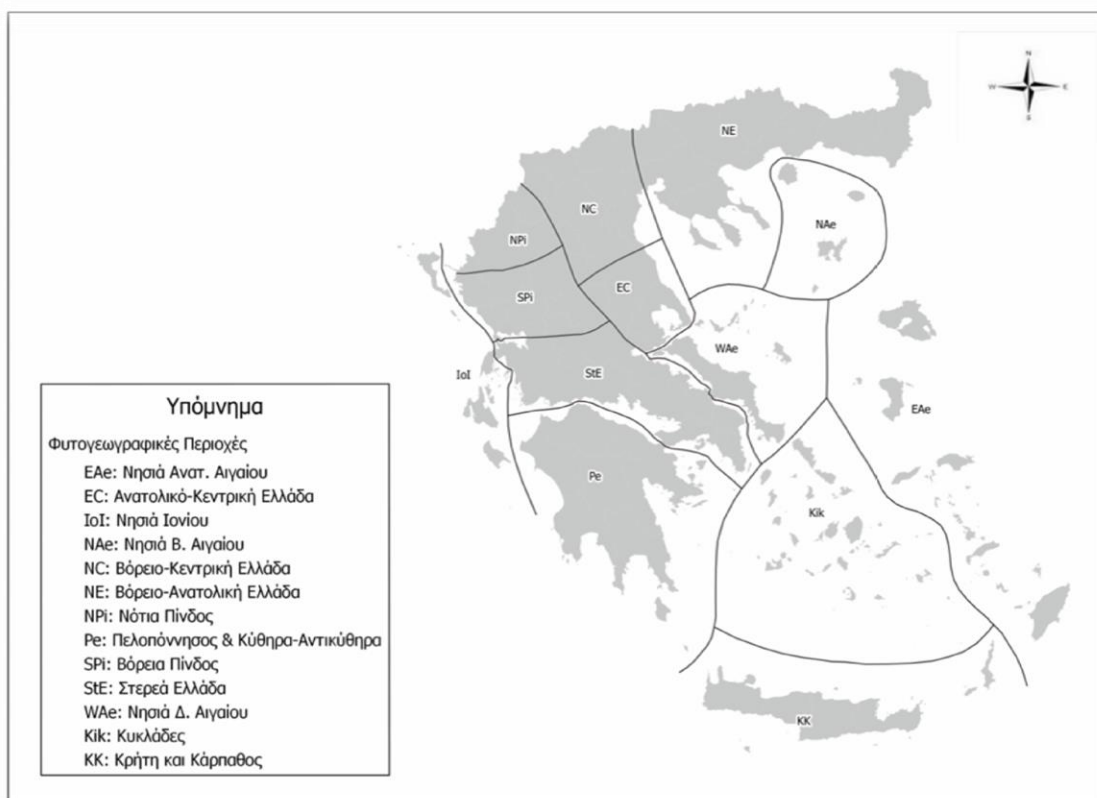 N
W E
S
NE
NC
NAe
NPi
EC
SPi
WAe
StE
IoI
EAe
Pe
Kik
KK
Υπόμνημα
Φυτογεωγραφικές Περιοχές
EAe: Νησιά Ανατ. Αιγαίου
EC: Ανατολικό-Κεντρική Ελλάδα
IoI: Νησιά Ιονίου
NAe: Νησιά Β. Αιγαίου
NC: Βόρειο-Κεντρική Ελλάδα
NE: Βόρειο-Ανατολική Ελλάδα
NPi: Νότια Πίνδος
Pe: Πελοπόννησος & Κύθηρα-Αντικύθηρα
SPi: Βόρεια Πίνδος
StE: Στερεά Ελλάδα
WAe: Νησιά Δ. Αιγαίου
Kik: Κυκλάδες
KK: Κρήτη και Κάρπαθος